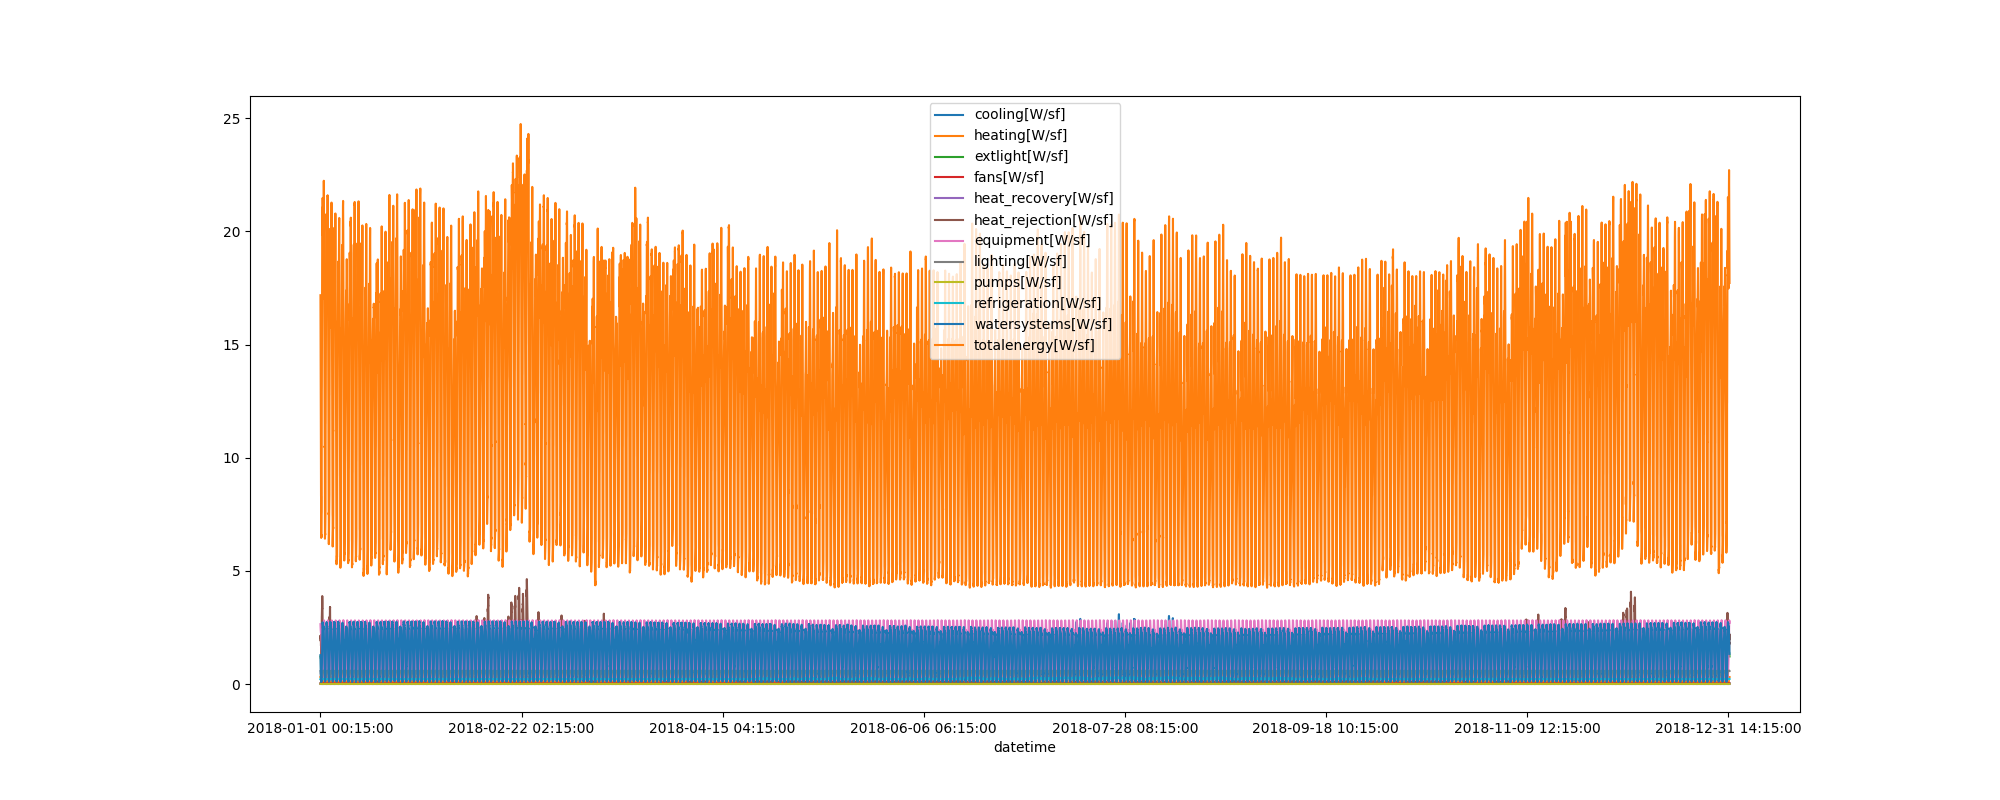 25
20
15
10
5
0
cooling[W/sf]
heating[W/sf]
extlight[W/sf]
fans[W/sf]
heat_recovery[W/sf]
heat_rejection[W/sf]
equipment[W/sf]
lighting[W/sf]
pumps[W/sf]
refrigeration[W/sf]
watersystems[W/sf]
totalenergy[W/sf]
2018-01-01 00:15:00 2018-02-22 02:15:00 2018-04-15 04:15:00 2018-06-06 06:15:00 2018-07-28 08:15:00 2018-09-18 10:15:00 2018-11-09 12:15:00 2018-12-31 14:15:00
datetime